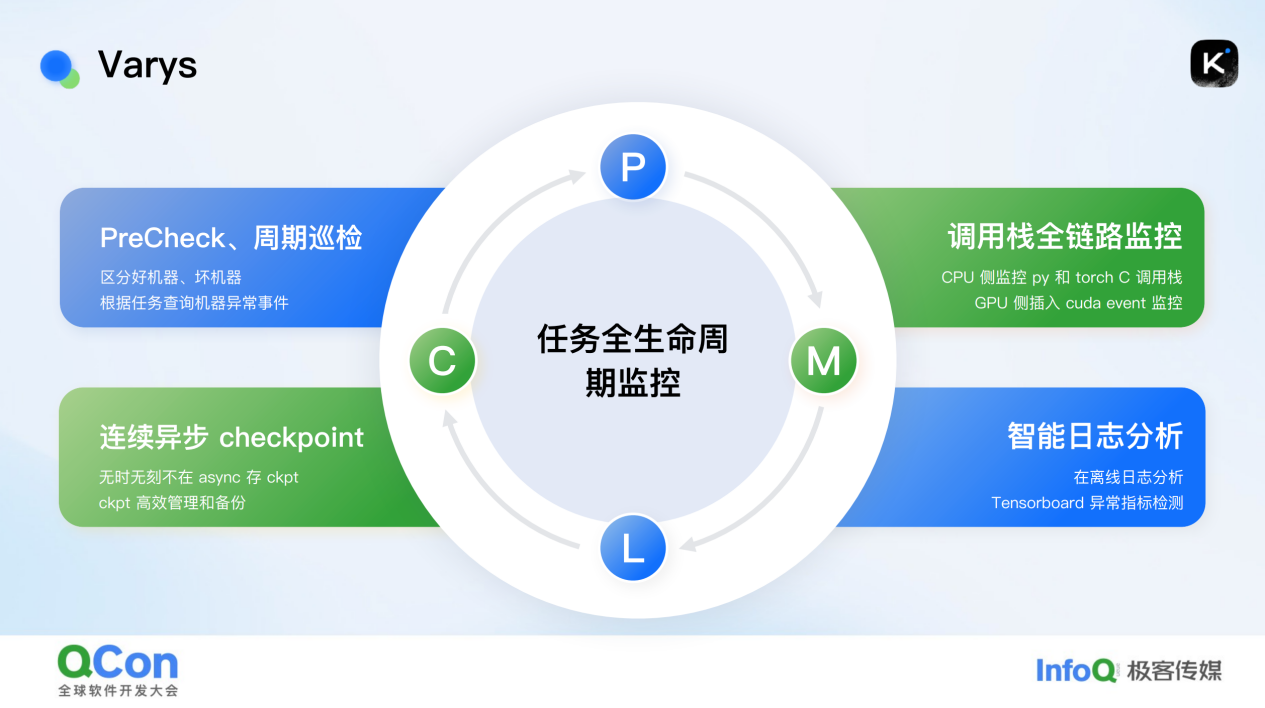 Varys
K
PreCheck、周期巡检
区分好机器、坏机器
根据任务查询机器异常事件
连续异步 checkpoint
无时无刻不在 async 存 ckpt
ckpt 高效管理和备份
P
C
任务全生命周
期监控
M
L
调用栈全链路监控
CPU 侧监控 py 和 torch C 调用栈
GPU 侧插入 cuda event 监控
智能日志分析
在离线日志分析
Tensorboard 异常指标检测
QCon
全球软件开发大会
InfoQ 极客传媒